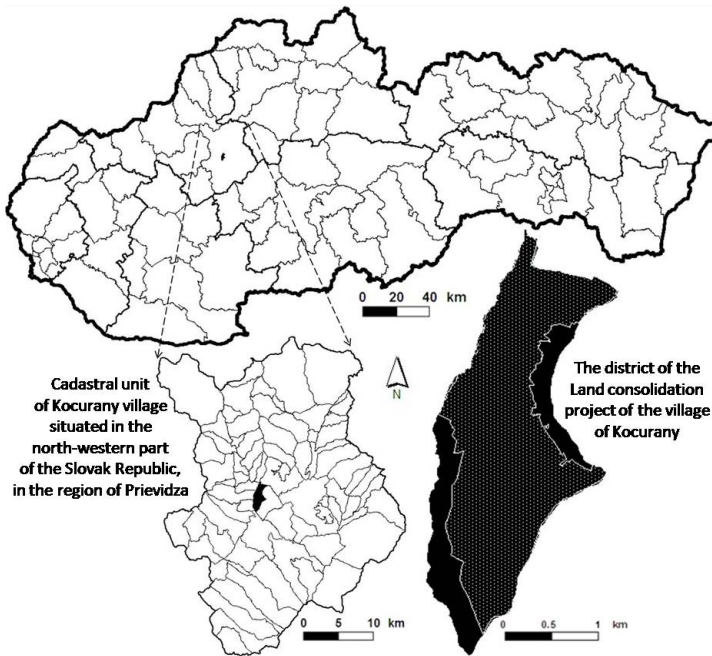 0 20 40 km
Cadastral unit
of Kocurany village
situated in the
north-western part
of the Slovak Republic,
in the region of Prievidza
N
The district of the
Land consolidation
project of the village
of Kocurany
0 5 10 km
0 0.5 1 km